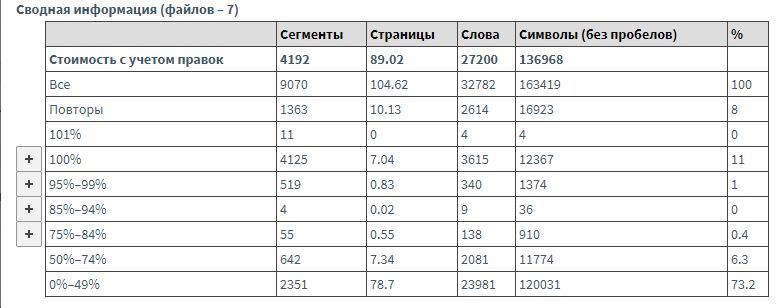 Сводная информация (файлов – 7)
Сегменты Страницы Слова Символы (без пробелов) %
Стоимость с учетом правок 4192 89.02 27200 136968
Все 9070 104.62 32782 163419 100
Повторы 1363 10.13 2614 16923 8
101% 11 0 4 4 0
+ 100% 4125 7.04 3615 12367 11
+ 95%–99% 519 0.83 340 1374 1
+ 85%–94% 4 0.02 9 36 0
+ 75%–84% 55 0.55 138 910 0.4
50%–74% 642 7.34 2081 11774 6.3
0%–49% 2351 78.7 23981 120031 73.2